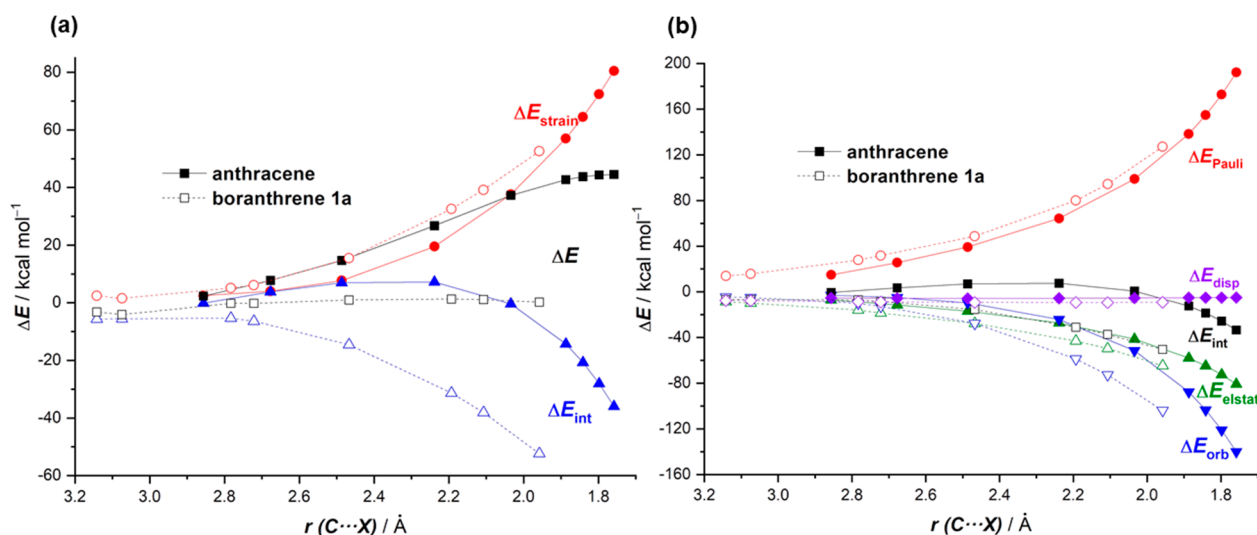 (a)
80
60
40
20
0
-20
-40
-60
ΔE / kcal mol⁻¹
ΔEstrain
anthracene
boranthrene 1a
ΔE
ΔEint
3.2 3.0 2.8 2.6 2.4 2.2 2.0 1.8
r (C···X) / Å
(b)
200
160
120
80
40
0
-40
-80
-120
-160
ΔE / kcal mol⁻¹
anthracene
boranthrene 1a
ΔEPauli
ΔEdisp
ΔEint
ΔEelstat
ΔEorb
3.2 3.0 2.8 2.6 2.4 2.2 2.0 1.8
r (C···X) / Å